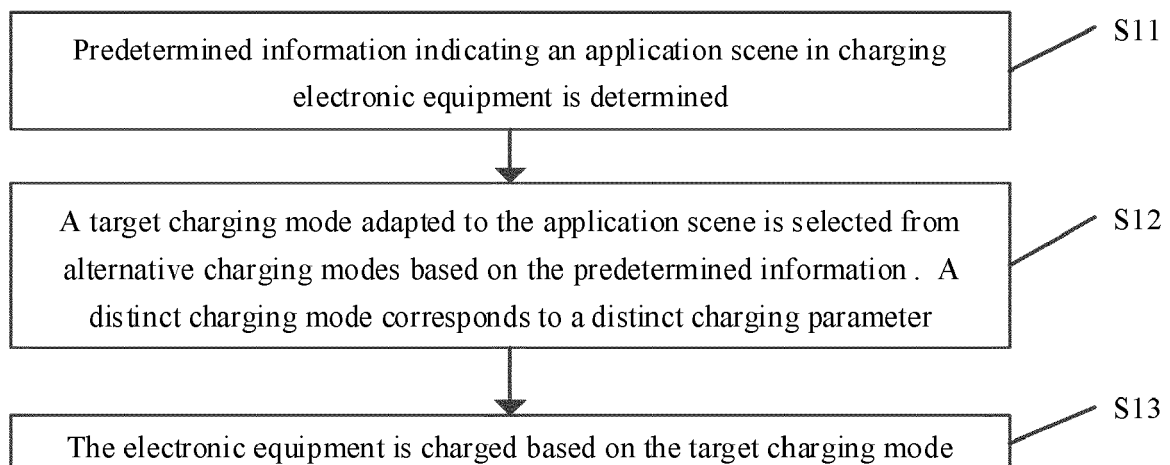 Predetermined information indicating an application scene in charging
electronic equipment is determined
S11
A target charging mode adapted to the application scene is selected from
alternative charging modes based on the predetermined information . A
distinct charging mode corresponds to a distinct charging parameter
S12
The electronic equipment is charged based on the target charging mode
S13